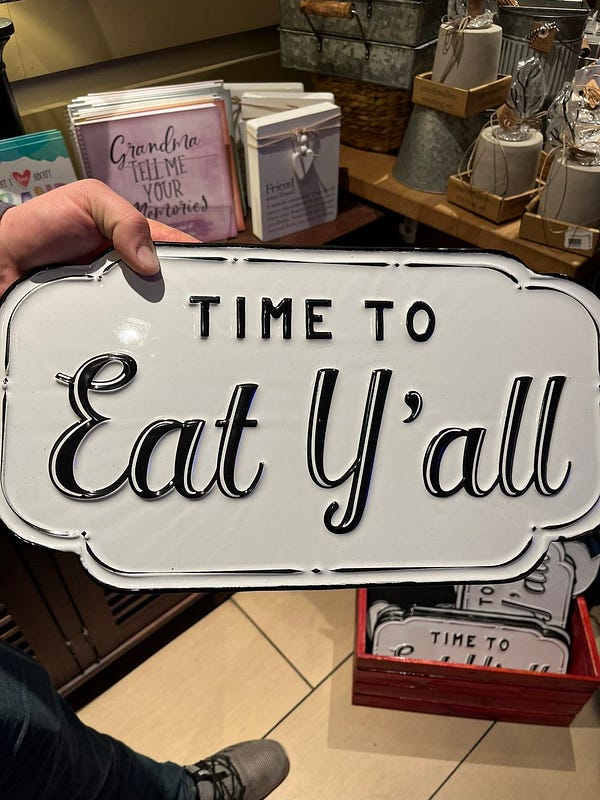 TIME TO
Eat Y'all
Grandma
TELL ME
YOUR
Memories
Friend
TIME TO